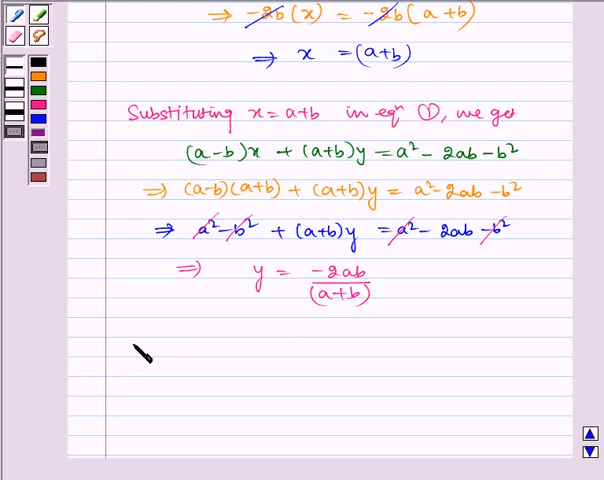 ⇒ -2b(x) = -2b(a+b)
⇒ x = (a+b)
Substituting x = a+b in eqⁿ ①, we get
(a-b)x + (a+b)y = a² - 2ab - b²
⇒ (a-b)(a+b) + (a+b)y = a² - 2ab - b²
⇒ a² - b² + (a+b)y = a² - 2ab - b²
⇒ y = -2ab/(a+b)